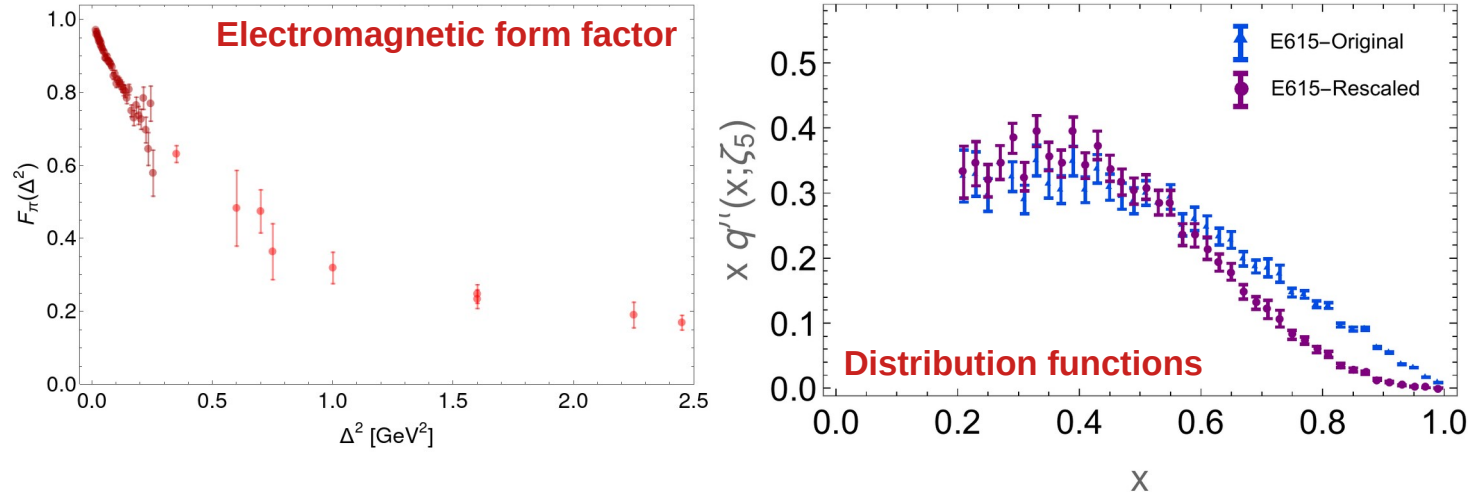 Electromagnetic form factor
1.0
0.8
0.6
0.4
0.2
0.0
Fπ(Δ²)
0.0 0.5 1.0 1.5 2.0 2.5
Δ² [GeV²]
E615−Original
E615−Rescaled
0.5
0.4
0.3
0.2
0.1
0.0
x q^π(x;ζ₅)
Distribution functions
0.0 0.2 0.4 0.6 0.8 1.0
x